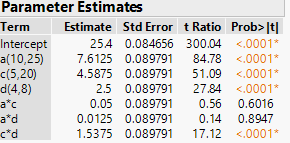 Parameter Estimates
Term Estimate Std Error t Ratio Prob>|t|
Intercept 25.4 0.084656 300.04 <.0001*
a(10,25) 7.6125 0.089791 84.78 <.0001*
c(5,20) 4.5875 0.089791 51.09 <.0001*
d(4,8) 2.5 0.089791 27.84 <.0001*
a*c 0.05 0.089791 0.56 0.6016
a*d 0.0125 0.089791 0.14 0.8947
c*d 1.5375 0.089791 17.12 <.0001*